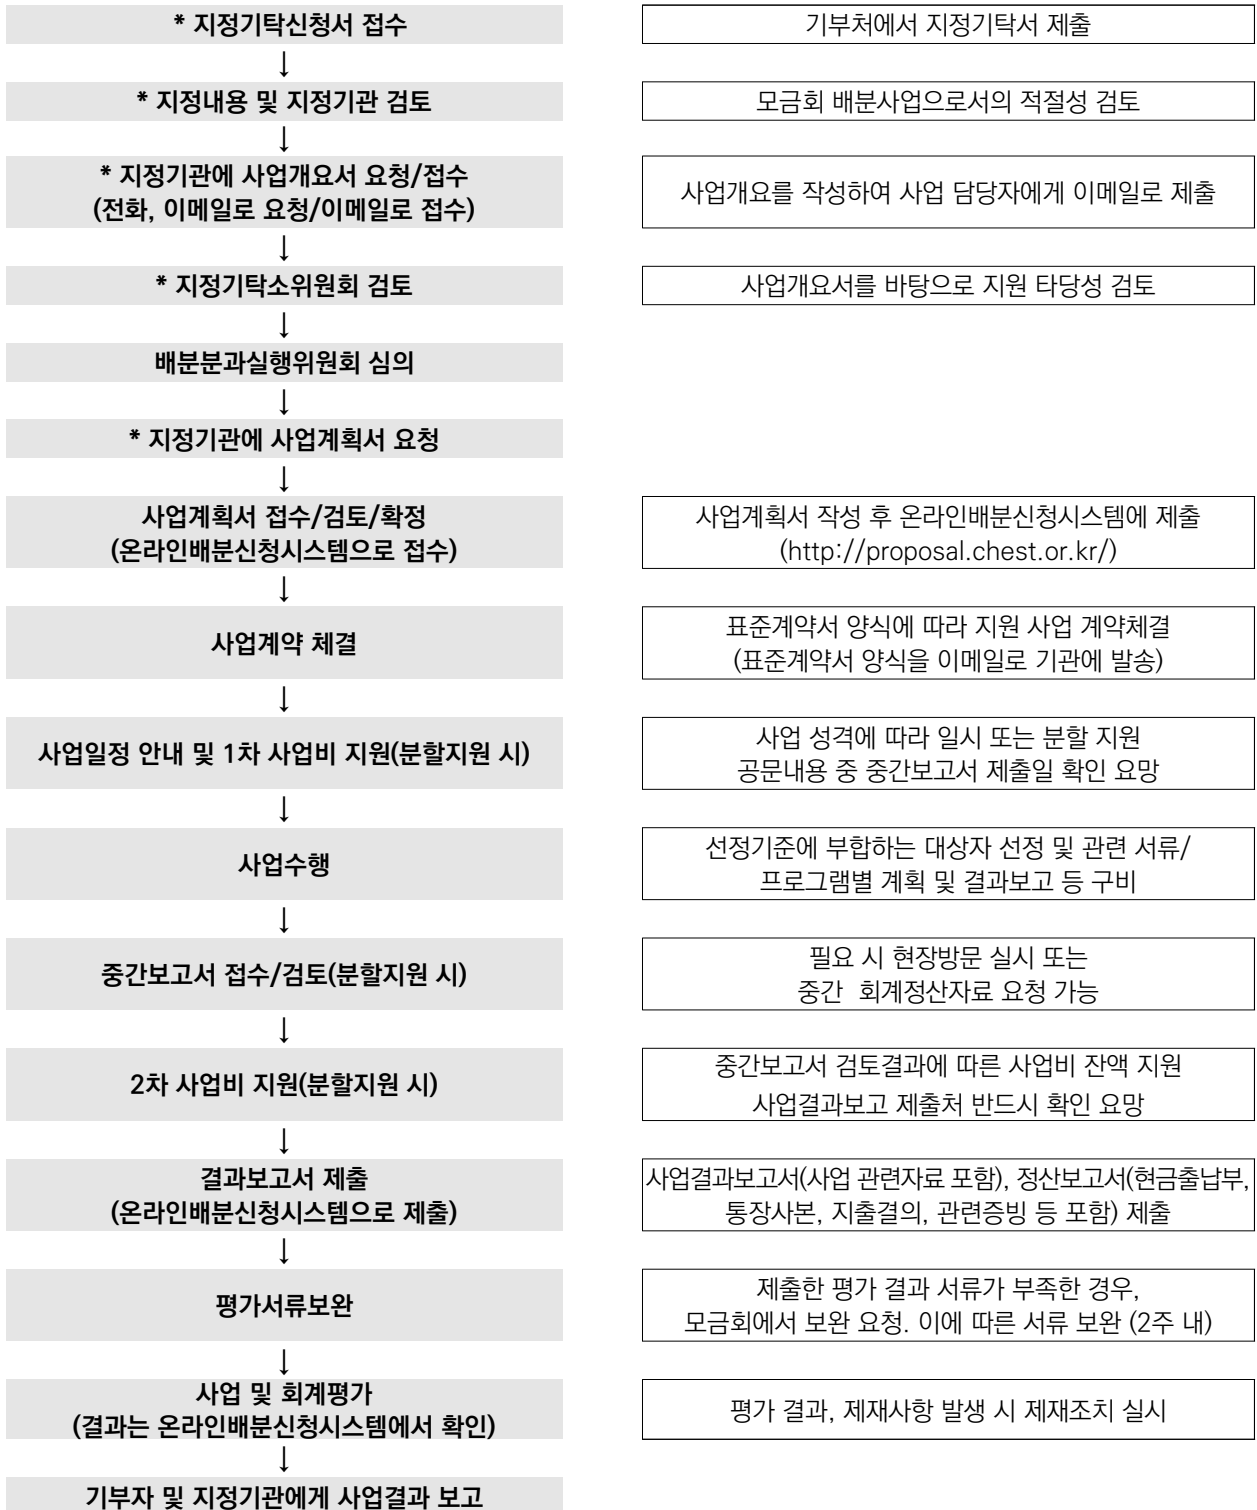 * 지정기탁신청서 접수
기부처에서 지정기탁서 제출
↓
* 지정내용 및 지정기관 검토
모금회 배분사업으로서의 적절성 검토
↓
* 지정기관에 사업개요서 요청/접수
(전화, 이메일로 요청/이메일로 접수)
사업개요를 작성하여 사업 담당자에게 이메일로 제출
↓
* 지정기탁소위원회 검토
사업개요서를 바탕으로 지원 타당성 검토
↓
배분분과실행위원회 심의
↓
* 지정기관에 사업계획서 요청
↓
사업계획서 접수/검토/확정
(온라인배분신청시스템으로 접수)
사업계획서 작성 후 온라인배분신청시스템에 제출
(http://proposal.chest.or.kr/)
↓
사업계약 체결
표준계약서 양식에 따라 지원 사업 계약체결
(표준계약서 양식을 이메일로 기관에 발송)
↓
사업일정 안내 및 1차 사업비 지원(분할지원 시)
사업 성격에 따라 일시 또는 분할 지원
공문내용 중 중간보고서 제출일 확인 요망
↓
사업수행
선정기준에 부합하는 대상자 선정 및 관련 서류/
프로그램별 계획 및 결과보고 등 구비
↓
중간보고서 접수/검토(분할지원 시)
필요 시 현장방문 실시 또는
중간 회계정산자료 요청 가능
↓
2차 사업비 지원(분할지원 시)
중간보고서 검토결과에 따른 사업비 잔액 지원
사업결과보고 제출처 반드시 확인 요망
↓
결과보고서 제출
(온라인배분신청시스템으로 제출)
사업결과보고서(사업 관련자료 포함), 정산보고서(현금출납부,
통장사본, 지출결의, 관련증빙 등 포함) 제출
↓
평가서류보완
제출한 평가 결과 서류가 부족한 경우,
모금회에서 보완 요청. 이에 따른 서류 보완 (2주 내)
↓
사업 및 회계평가
(결과는 온라인배분신청시스템에서 확인)
평가 결과, 제재사항 발생 시 제재조치 실시
↓
기부자 및 지정기관에게 사업결과 보고